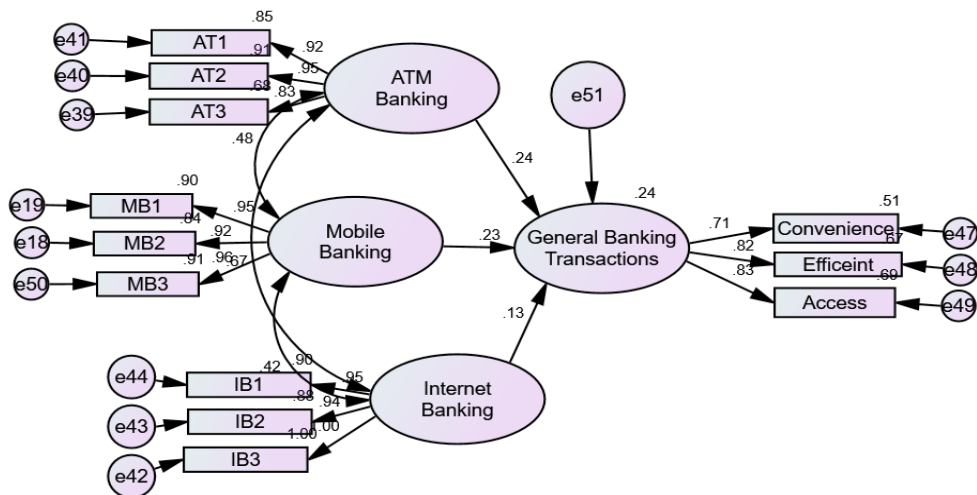 .85
e41
AT1
.92
.91
e40
AT2
.95
.68
e39
AT3
.83
ATM
Banking
e51
.48
.24
.90
e19
MB1
.95
.84
e18
MB2
.92
.91
e50
MB3
.96
.67
Mobile
Banking
.23
.24
General Banking
Transactions
.71
.51
Convenience
e47
.67
.82
Efficeint
e48
.69
.83
Access
e49
.13
.90
.42
e44
IB1
.95
.88
e43
IB2
.94
1.00
1.00
e42
IB3
Internet
Banking